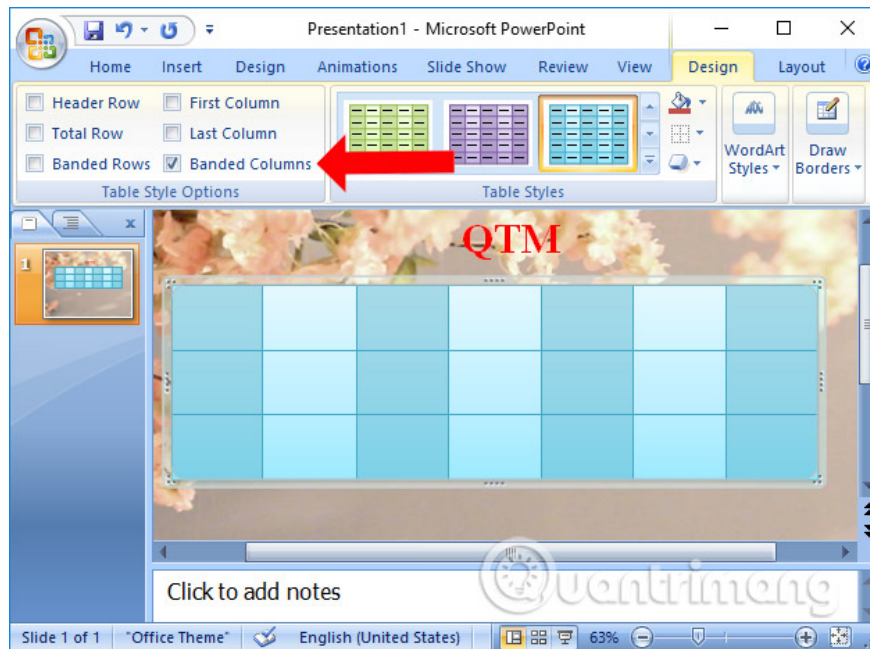 Presentation1 - Microsoft PowerPoint
Home Insert Design Animations Slide Show Review View Design Layout
Header Row First Column
Total Row Last Column
Banded Rows Banded Columns
WordArt Styles
Draw Borders
Table Style Options Table Styles
1
QTM
Click to add notes
Quantrimang
Slide 1 of 1 "Office Theme" English (United States) 63%